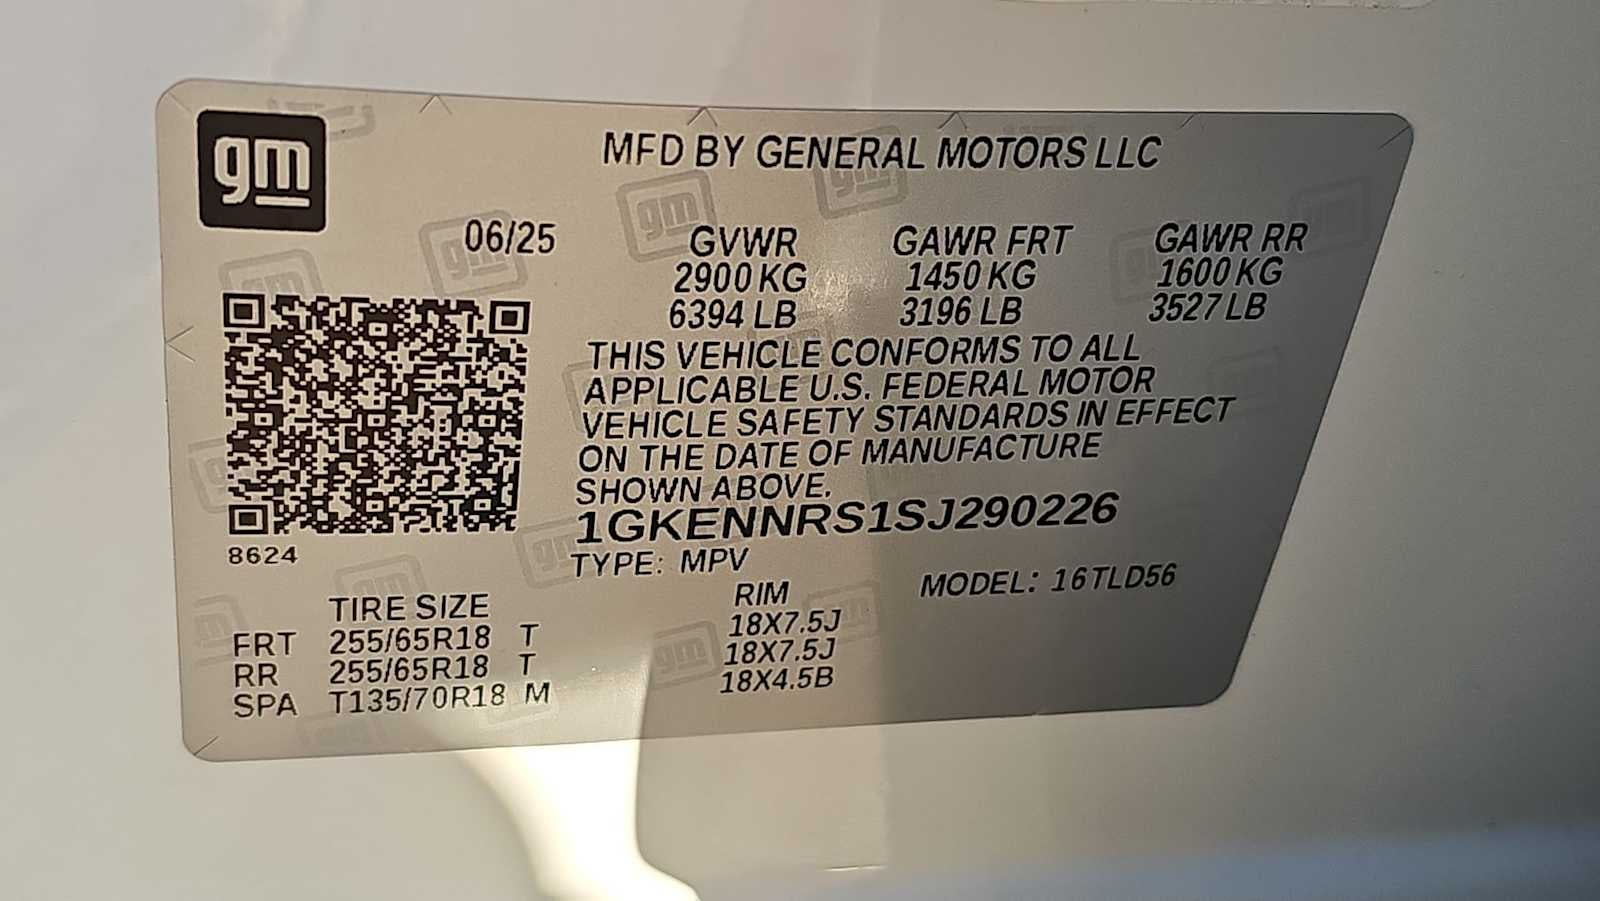 gm
MFD BY GENERAL MOTORS LLC
06/25 GVWR GAWR FRT GAWR RR
2900 KG 1450 KG 1600 KG
6394 LB 3196 LB 3527 LB
THIS VEHICLE CONFORMS TO ALL
APPLICABLE U.S. FEDERAL MOTOR
VEHICLE SAFETY STANDARDS IN EFFECT
ON THE DATE OF MANUFACTURE
SHOWN ABOVE.
1GKENNRS1SJ290226
8624
TYPE: MPV MODEL: 16TLD56
TIRE SIZE RIM
FRT 255/65R18 T 18X7.5J
RR 255/65R18 T 18X7.5J
SPA T135/70R18 M 18X4.5B